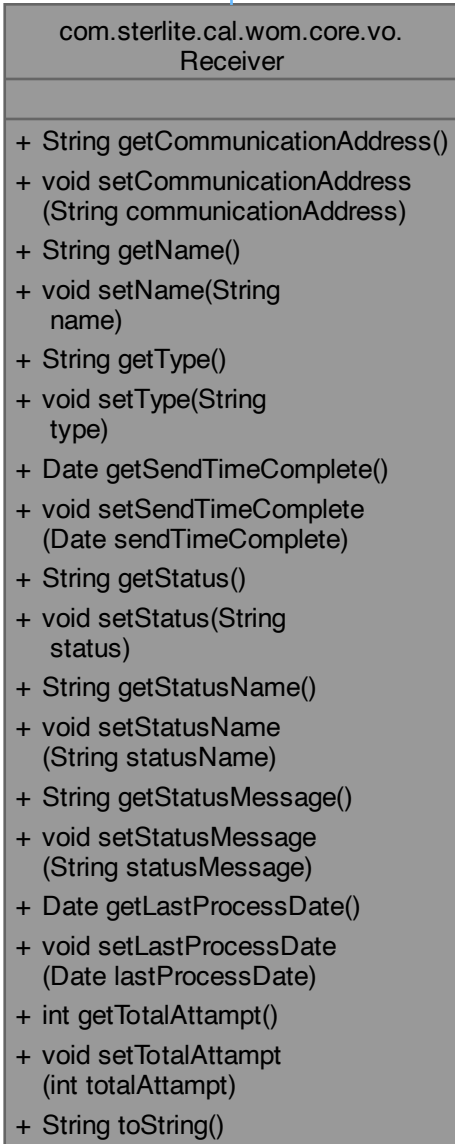 com.sterlite.cal.wom.core.vo.
Receiver
+ String getCommunicationAddress()
+ void setCommunicationAddress
(String communicationAddress)
+ String getName()
+ void setName(String
name)
+ String getType()
+ void setType(String
type)
+ Date getSendTimeComplete()
+ void setSendTimeComplete
(Date sendTimeComplete)
+ String getStatus()
+ void setStatus(String
status)
+ String getStatusName()
+ void setStatusName
(String statusName)
+ String getStatusMessage()
+ void setStatusMessage
(String statusMessage)
+ Date getLastProcessDate()
+ void setLastProcessDate
(Date lastProcessDate)
+ int getTotalAttampt()
+ void setTotalAttampt
(int totalAttampt)
+ String toString()